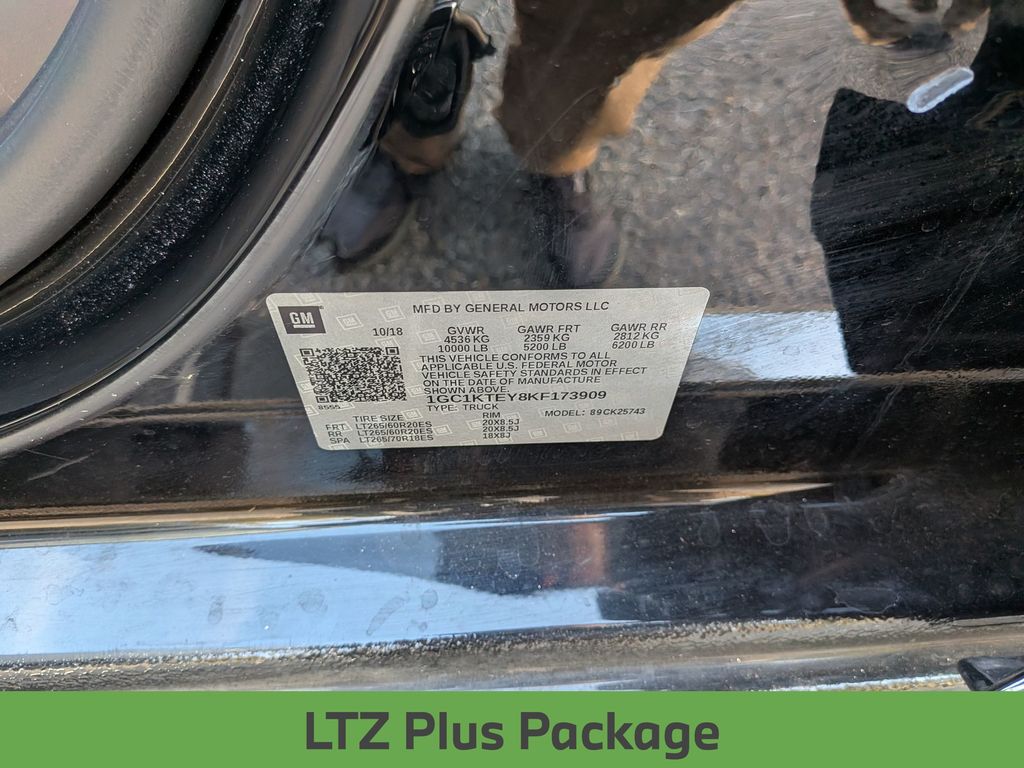 GM
MFD BY GENERAL MOTORS LLC
10/18 GVWR GAWR FRT GAWR RR
4536 KG 2359 KG 2812 KG
10000 LB 5200 LB 6200 LB
THIS VEHICLE CONFORMS TO ALL
APPLICABLE U.S. FEDERAL MOTOR
VEHICLE SAFETY STANDARDS IN EFFECT
ON THE DATE OF MANUFACTURE
SHOWN ABOVE.
8555
1GC1KTEY8KF173909
TYPE: TRUCK MODEL: 89CK25743
TIRE SIZE RIM
FRT LT265/60R20ES 20X8.5J
RR LT265/60R20ES 20X8.5J
SPA LT265/70R18ES 18X8J
LTZ Plus Package